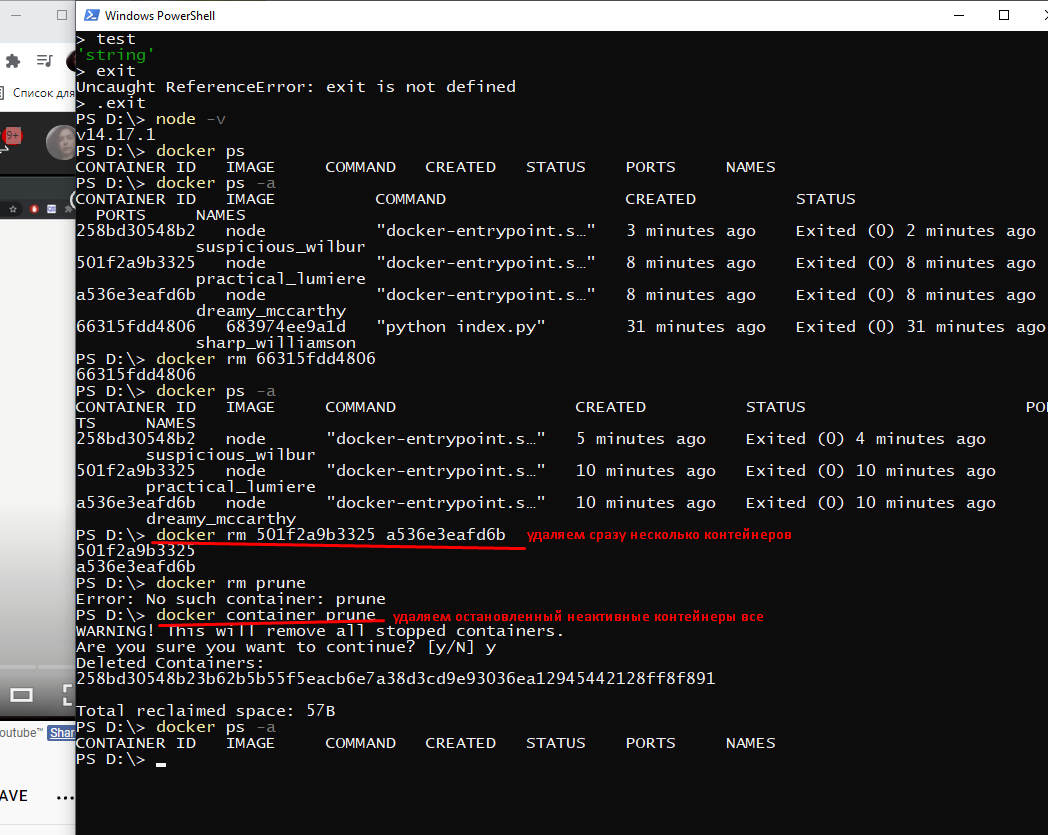 Windows PowerShell
> test
'string'
> exit
Uncaught ReferenceError: exit is not defined
> .exit
PS D:\> node -v
v14.17.1
PS D:\> docker ps
CONTAINER ID   IMAGE     COMMAND   CREATED   STATUS    PORTS     NAMES
PS D:\> docker ps -a
CONTAINER ID   IMAGE          COMMAND                  CREATED          STATUS
  PORTS     NAMES
258bd30548b2   node           "docker-entrypoint.s…"   3 minutes ago    Exited (0) 2 minutes ago
            suspicious_wilbur
501f2a9b3325   node           "docker-entrypoint.s…"   8 minutes ago    Exited (0) 8 minutes ago
            practical_lumiere
a536e3eafd6b   node           "docker-entrypoint.s…"   8 minutes ago    Exited (0) 8 minutes ago
            dreamy_mccarthy
66315fdd4806   683974ee9a1d   "python index.py"        31 minutes ago   Exited (0) 31 minutes ago
            sharp_williamson
PS D:\> docker rm 66315fdd4806
66315fdd4806
PS D:\> docker ps -a
CONTAINER ID   IMAGE     COMMAND                  CREATED          STATUS                      PO
TS     NAMES
258bd30548b2   node      "docker-entrypoint.s…"   5 minutes ago    Exited (0) 4 minutes ago
       suspicious_wilbur
501f2a9b3325   node      "docker-entrypoint.s…"   10 minutes ago   Exited (0) 10 minutes ago
       practical_lumiere
a536e3eafd6b   node      "docker-entrypoint.s…"   10 minutes ago   Exited (0) 10 minutes ago
       dreamy_mccarthy
PS D:\> docker rm 501f2a9b3325 a536e3eafd6b удаляем сразу несколько контейнеров
501f2a9b3325
a536e3eafd6b
PS D:\> docker rm prune
Error: No such container: prune
PS D:\> docker container prune удаляем остановленный неактивные контейнеры все
WARNING! This will remove all stopped containers.
Are you sure you want to continue? [y/N] y
Deleted Containers:
258bd30548b23b62b5b55f5eacb6e7a38d3cd9e93036ea12945442128ff8f891
Total reclaimed space: 57B
PS D:\> docker ps -a
CONTAINER ID   IMAGE     COMMAND   CREATED   STATUS    PORTS     NAMES
PS D:\>
Список для
9+
outube™ Shar
AVE